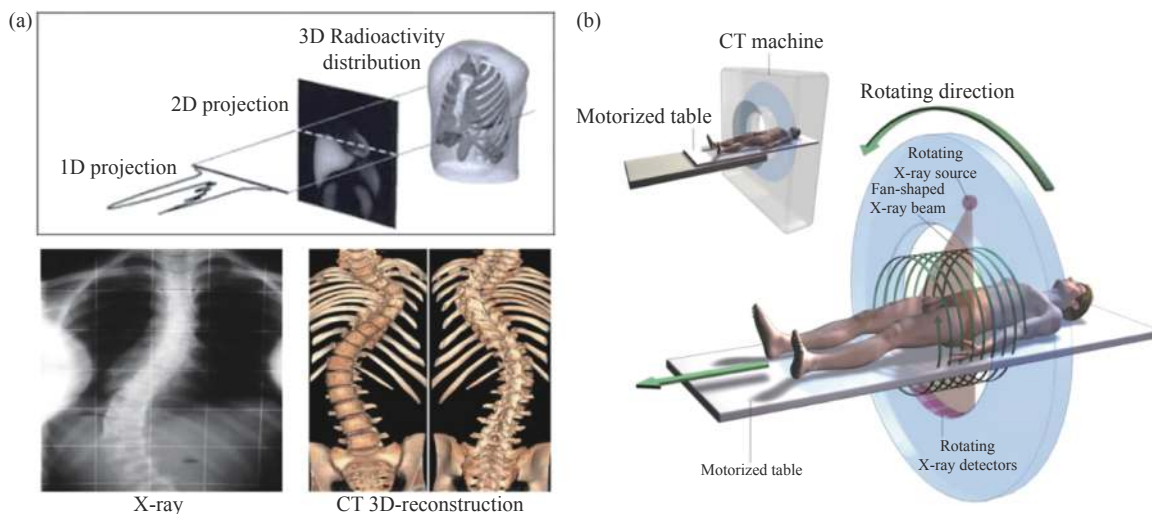 (a)
3D Radioactivity
distribution
2D projection
1D projection
X-ray
CT 3D-reconstruction
(b)
CT machine
Motorized table
Rotating direction
Rotating
X-ray source
Fan-shaped
X-ray beam
Motorized table
Rotating
X-ray detectors